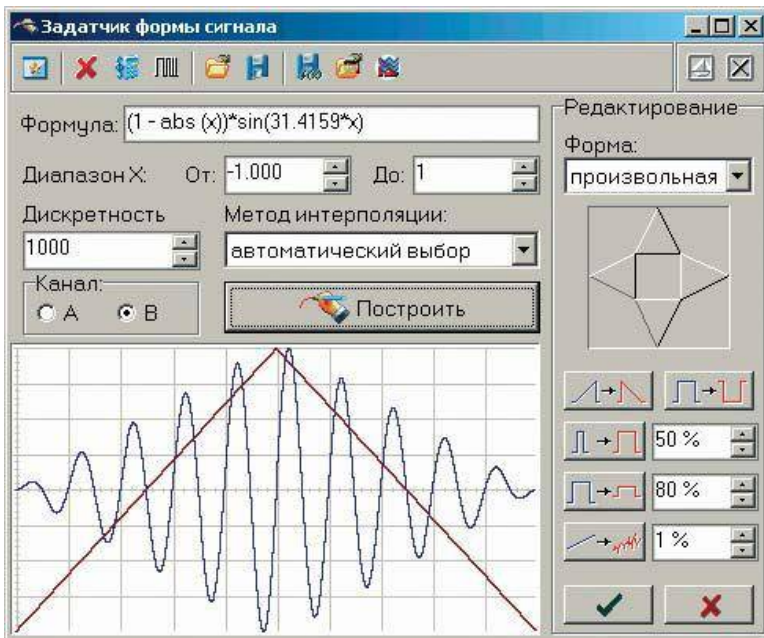 Задатчик формы сигнала
Формула: (1 - abs (x))*sin(31.4159*x)
Диапазон X: От: -1.000 До: 1
Дискретность Метод интерполяции:
1000 автоматический выбор
Канал:
A B
Построить
Редактирование
Форма:
произвольная
50 %
80 %
1 %